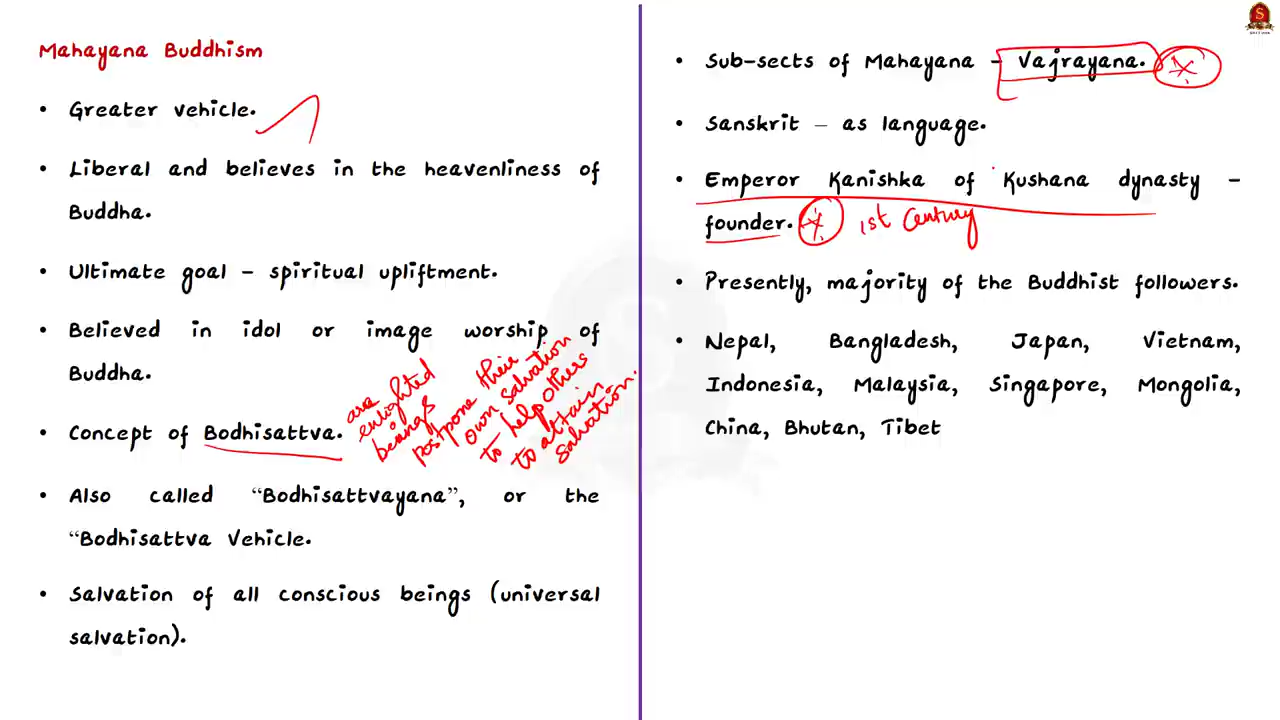 Mahayana Buddhism
• Greater vehicle.
• Liberal and believes in the heavenliness of
Buddha.
• Ultimate goal – spiritual upliftment.
• Believed in idol or image worship of
Buddha.
• Concept of Bodhisattva.
are
enlighted
beings
postpone their
own salvation
to help others
to attain
salvation.
• Also called “Bodhisattvayana”, or the
“Bodhisattva Vehicle.
• Salvation of all conscious beings (universal
salvation).
• Sub-sects of Mahayana – Vajrayana.
• Sanskrit – as language.
• Emperor Kanishka of Kushana dynasty –
founder. 1st Century
• Presently, majority of the Buddhist followers.
• Nepal, Bangladesh, Japan, Vietnam,
Indonesia, Malaysia, Singapore, Mongolia,
China, Bhutan, Tibet